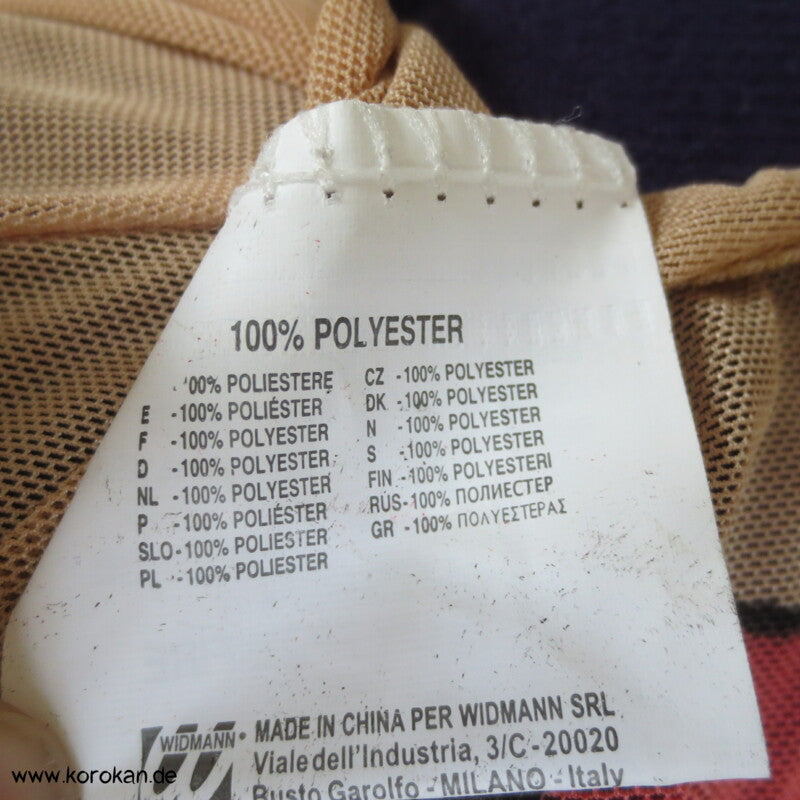 100% POLYESTER
'00% POLIESTERE
E -100% POLIÉSTER
F -100% POLYESTER
D -100% POLYESTER
NL -100% POLYESTER
P -100% POLIÉSTER
SLO-100% POLIESTER
PL -100% POLIESTER
CZ -100% POLYESTER
DK -100% POLYESTER
N -100% POLYESTER
S -100% POLYESTER
FIN -100% POLYESTERI
RUS-100% ПОЛИЕСТЕР
GR -100% ΠΟΛΥΕΣΤΕΡΑΣ
WIDMANN
MADE IN CHINA PER WIDMANN SRL
Viale dell'Industria, 3/C-20020
Busto Garolfo - MILANO - Italy
www.korokan.de